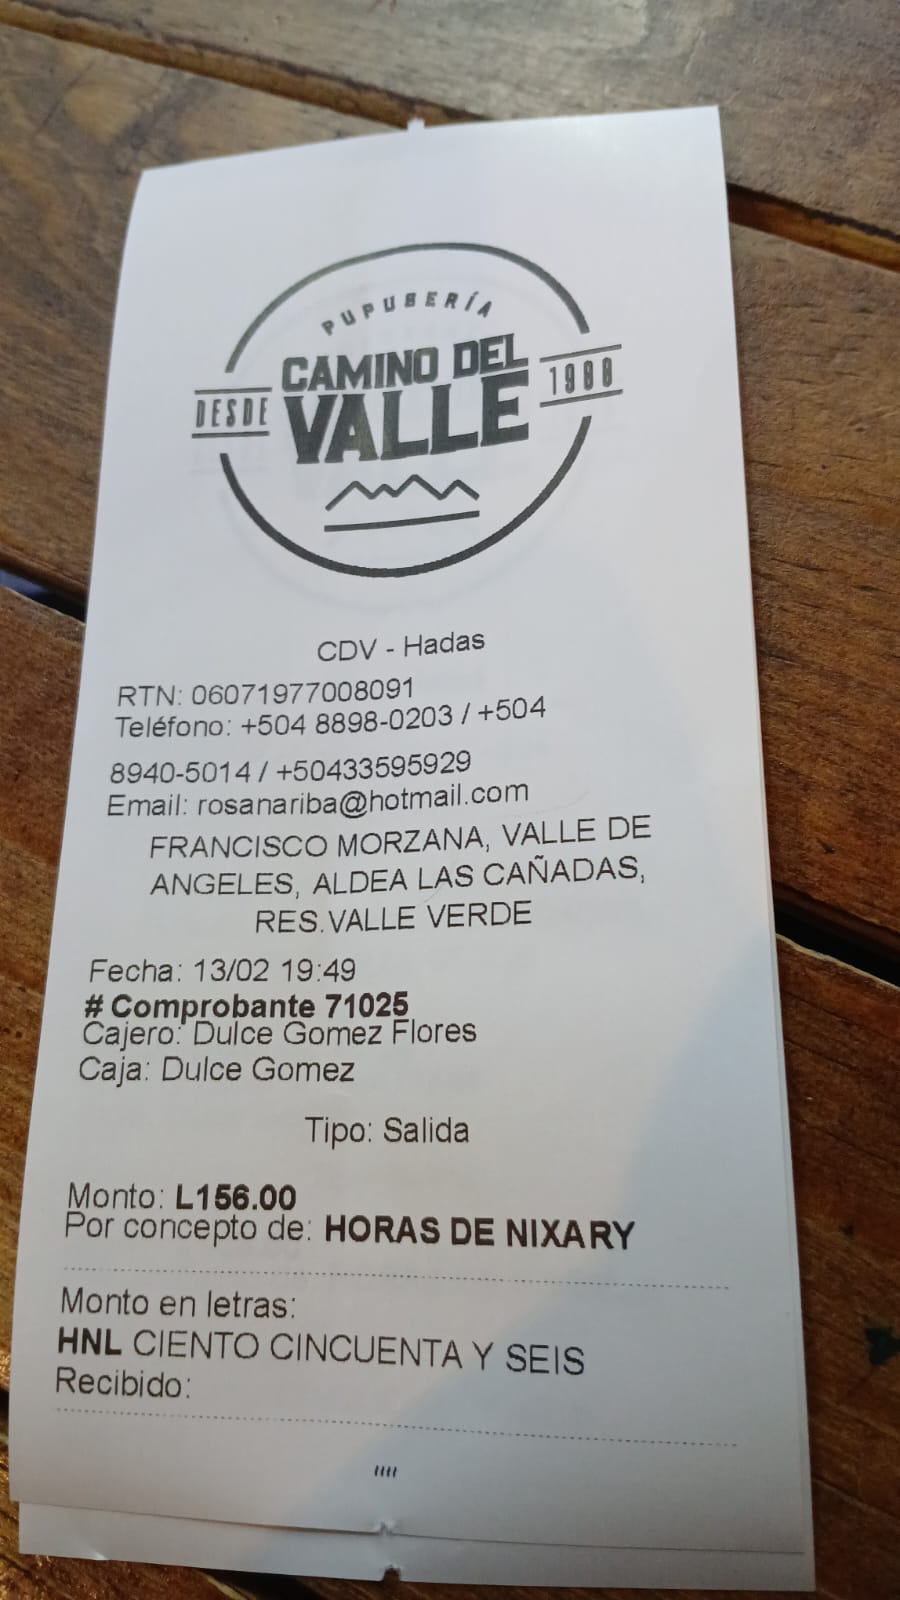 PUPUSERÍA
CAMINO DEL
VALLE
DESDE
1988
CDV - Hadas
RTN: 06071977008091
Teléfono: +504 8898-0203 / +504
8940-5014 / +50433595929
Email: rosanariba@hotmail.com
FRANCISCO MORZANA, VALLE DE
ANGELES, ALDEA LAS CAÑADAS,
RES.VALLE VERDE
Fecha: 13/02 19:49
# Comprobante 71025
Cajero: Dulce Gomez Flores
Caja: Dulce Gomez
Tipo: Salida
Monto: L156.00
Por concepto de: HORAS DE NIXARY
Monto en letras:
HNL CIENTO CINCUENTA Y SEIS
Recibido: